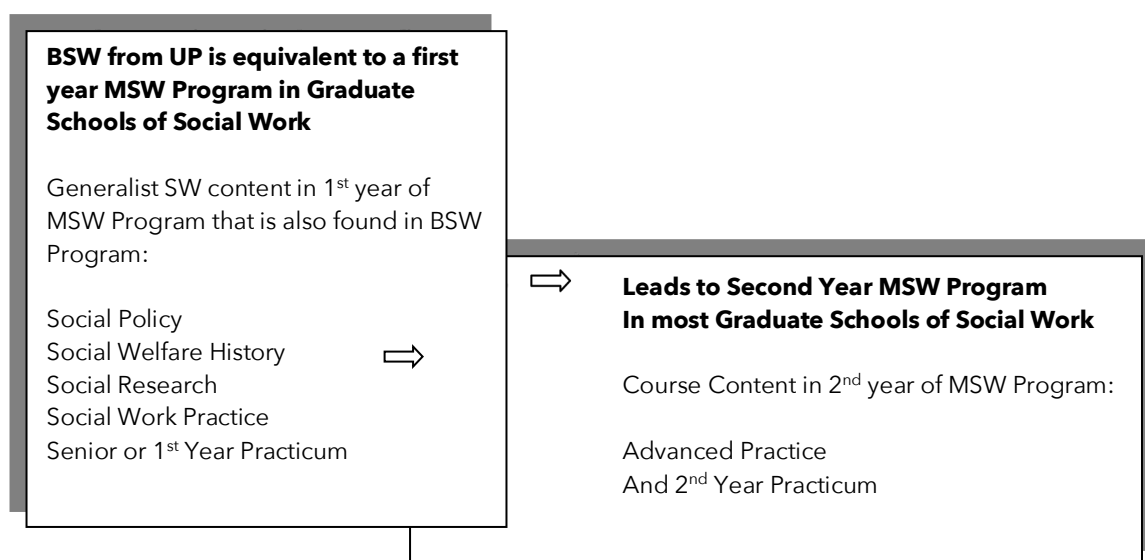 BSW from UP is equivalent to a first
year MSW Program in Graduate
Schools of Social Work
Generalist SW content in 1st year of
MSW Program that is also found in BSW
Program:
Social Policy
Social Welfare History
Social Research
Social Work Practice
Senior or 1st Year Practicum
Leads to Second Year MSW Program
In most Graduate Schools of Social Work
Course Content in 2nd year of MSW Program:
Advanced Practice
And 2nd Year Practicum